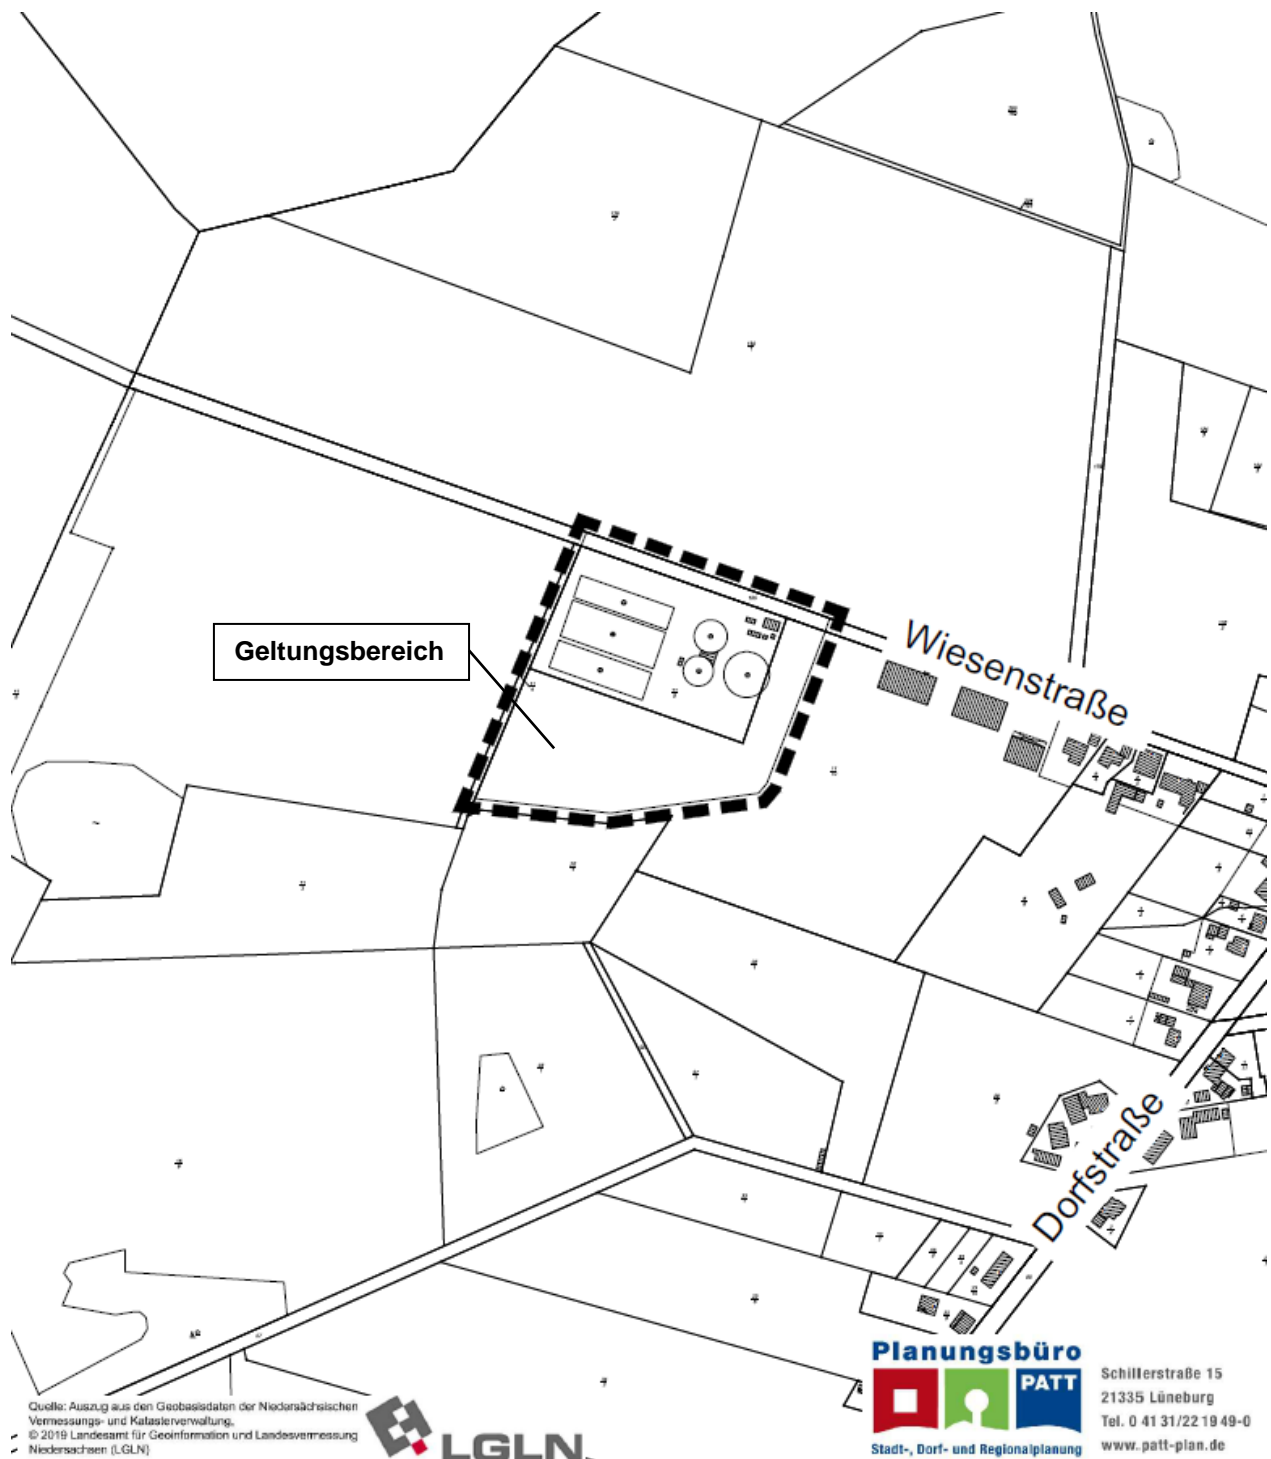 Wiesenstraße
Geltungsbereich
Dorfstraße
Quelle: Auszug aus den Geobasisdaten der Niedersächsischen
Vermessungs- und Katasterverwaltung,
© 2019 Landesamt für Geoinformation und Landesvermessung
Niedersachsen (LGLN)
LGLN
Planungsbüro
PATT
Stadt-, Dorf- und Regionalplanung
Schillerstraße 15
21335 Lüneburg
Tel. 0 41 31/22 19 49-0
www.patt-plan.de